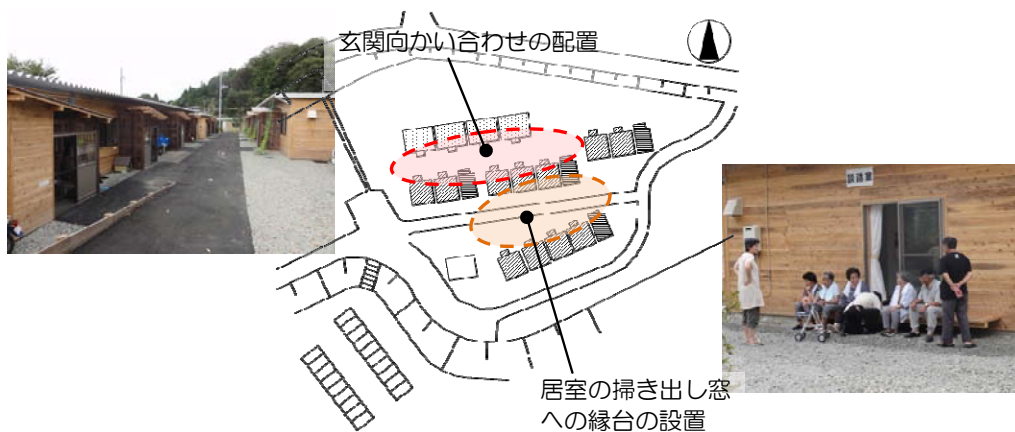 玄関向かい合わせの配置
談話室
居室の掃き出し窓
への縁台の設置